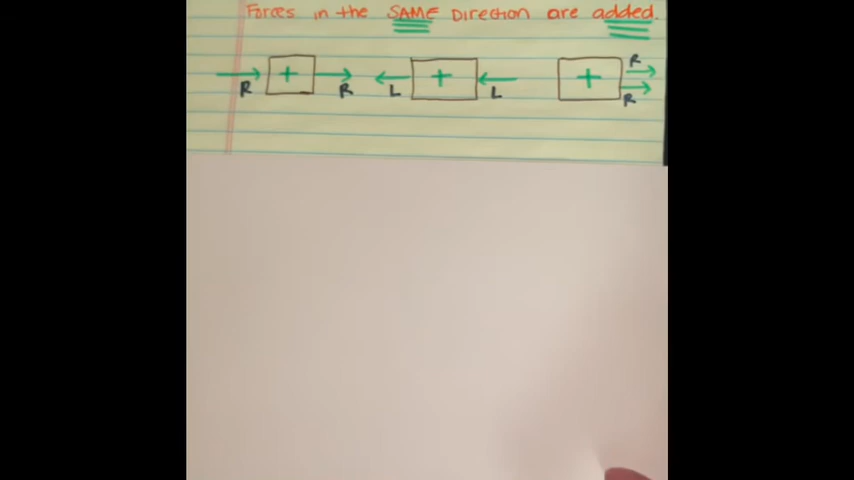 Forces in the SAME Direction are added.
+ + +
R R L L R
R